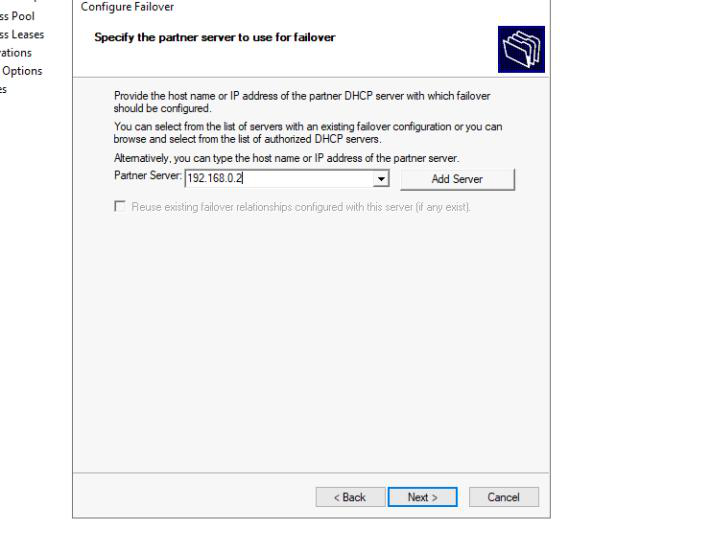 Configure Failover
ss Pool
ss Leases
Options
Specify the partner server to use for failover
Provide the host name or IP address of the partner DHCP server with which failover
should be configured.
You can select from the list of servers with an existing failover configuration or you can
browse and select from the list of authorized DHCP servers.
Alternatively, you can type the host name or IP address of the partner server.
Partner Server: 192.168.0.2 Add Server
Reuse existing failover relationships configured with this server (if any exist).
< Back Next > Cancel